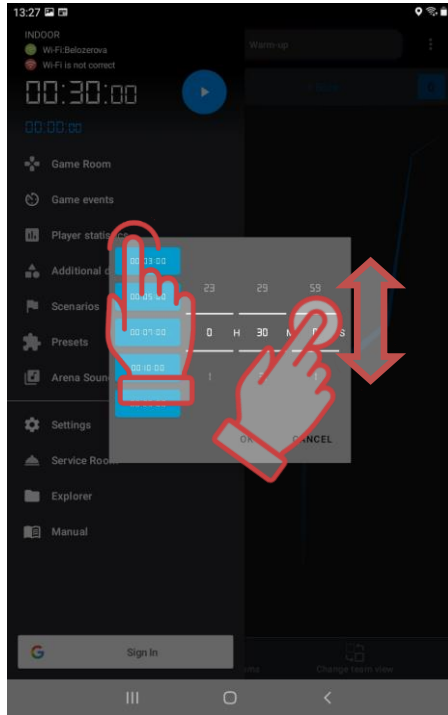 13:27
INDOOR
Wi-Fi:Belozerova
Wi-Fi is not correct
Warm-up
00:30:00
00:00:00
Game Room
Game events
Player statistics
Additional
Scenarios
Presets
Arena Soun
00:03:00
00:05:00
00:07:00
00:10:00
23 29 59
0 H 30 M S
1
OK CANCEL
Settings
Service Room
Explorer
Manual
Sign In
Change team view